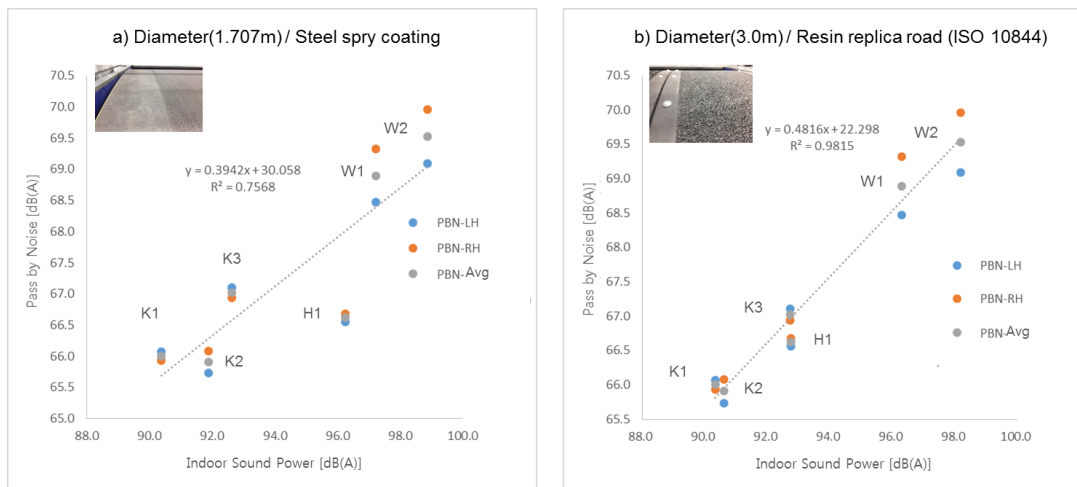 a) Diameter(1.707m) / Steel spry coating
70.5
70.0
69.5
69.0
68.5
68.0
67.5
67.0
66.5
66.0
65.5
65.0
88.0 90.0 92.0 94.0 96.0 98.0 100.0
Pass by Noise [dB(A)]
Indoor Sound Power [dB(A)]
y = 0.3942x + 30.058
R² = 0.7568
W2
W1
K3
K1
K2
H1
PBN-LH
PBN-RH
PBN-Avg
b) Diameter(3.0m) / Resin replica road (ISO 10844)
70.5
70.0
69.5
69.0
68.5
68.0
67.5
67.0
66.5
66.0
65.5
88.0 90.0 92.0 94.0 96.0 98.0 100.0
Pass by Noise [dB(A)]
Indoor Sound Power [dB(A)]
y = 0.4816x + 22.298
R² = 0.9815
W2
W1
K3
H1
K1
K2
PBN-LH
PBN-RH
PBN-Avg